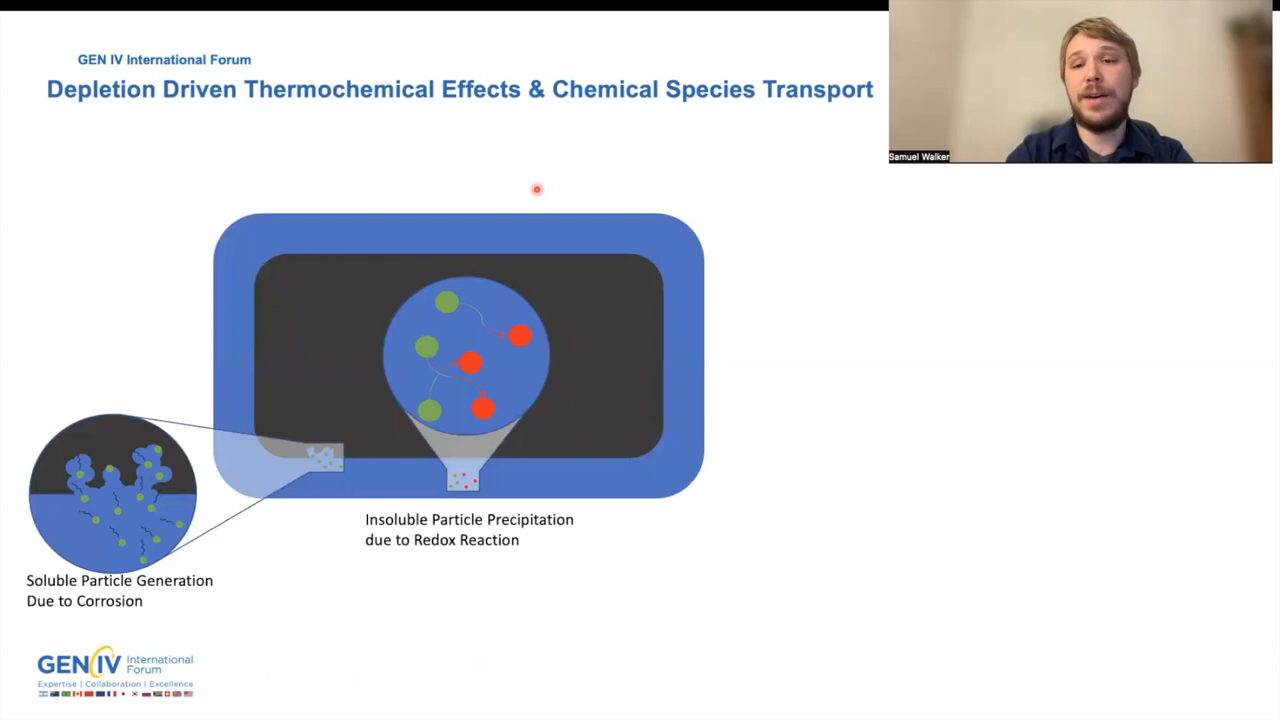 GEN IV International Forum
Depletion Driven Thermochemical Effects & Chemical Species Transport
Samuel Walker
Insoluble Particle Precipitation
due to Redox Reaction
Soluble Particle Generation
Due to Corrosion
GEN IV International
Forum
Expertise | Collaboration | Excellence